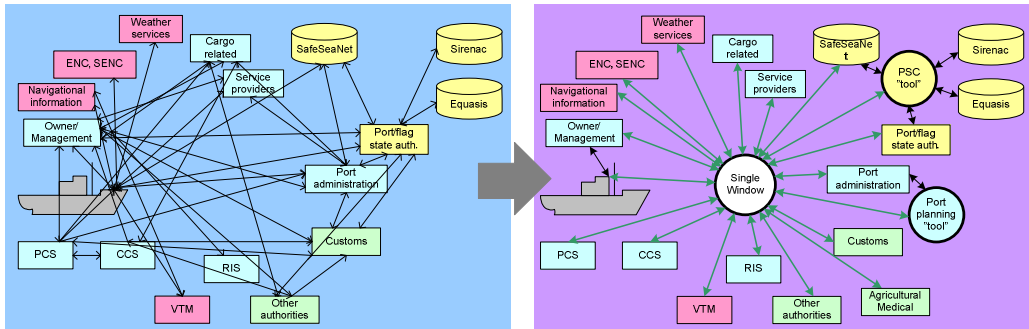 Weather
services
Cargo
related
SafeSeaNet
Sirenac
ENC, SENC
Service
providers
Navigational
information
Equasis
Owner/
Management
Port/flag
state auth.
Port
administration
PCS
CCS
RIS
Customs
VTM
Other
authorities
Weather
services
Cargo
related
SafeSeaNe
t
Sirenac
ENC, SENC
PSC
"tool"
Service
providers
Navigational
information
Equasis
Owner/
Management
Port/flag
state auth.
Single
Window
Port
administration
Port
planning
"tool"
PCS
CCS
RIS
Customs
VTM
Other
authorities
Agricultural
Medical